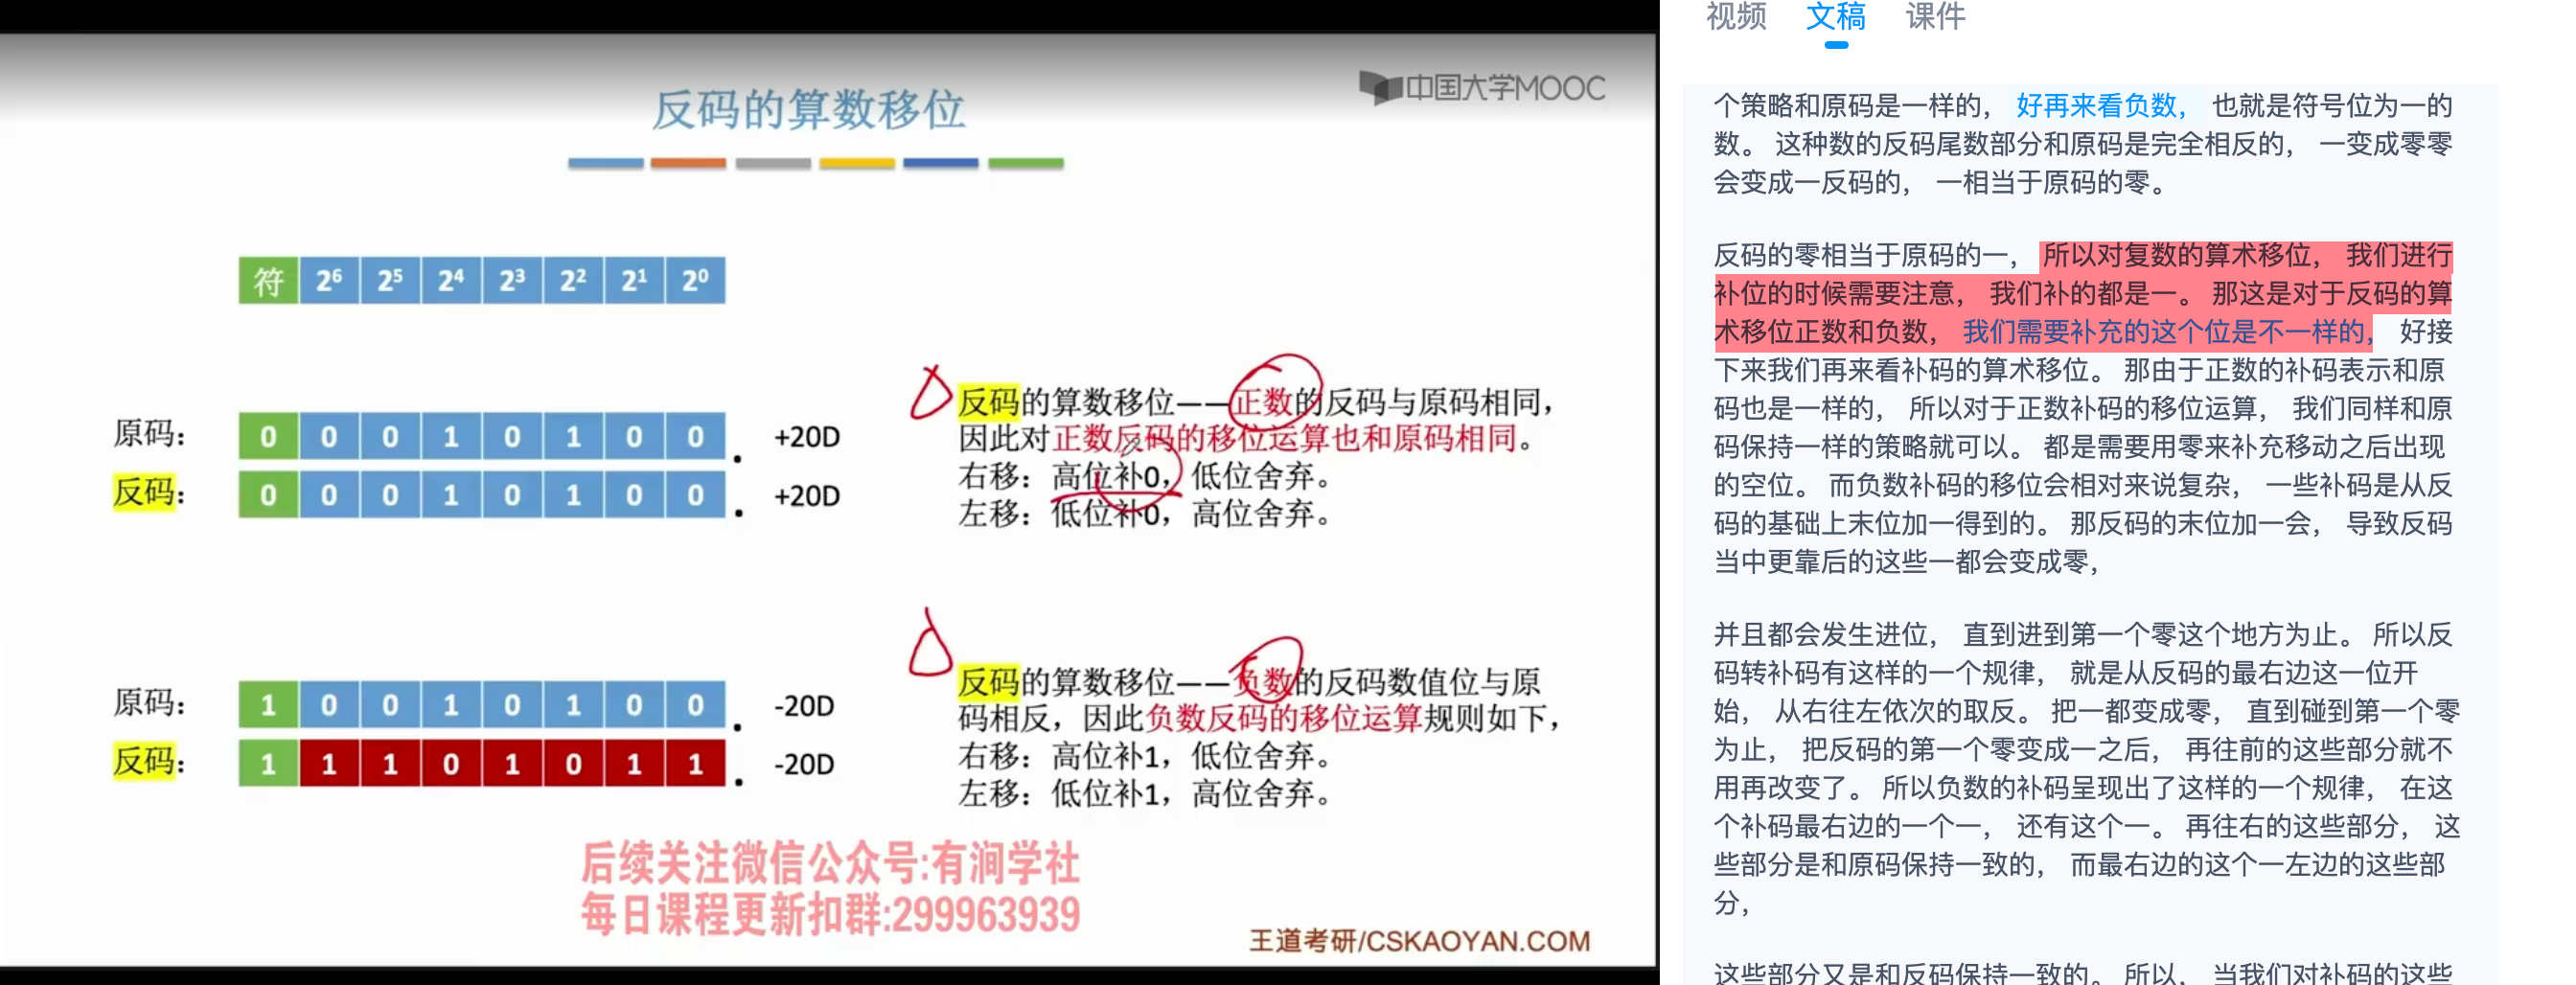 反码的算数移位
中国大学MOOC
符 2⁶ 2⁵ 2⁴ 2³ 2² 2¹ 2⁰
原码： 0 0 0 1 0 1 0 0 . +20D
反码： 0 0 0 1 0 1 0 0 . +20D
反码的算数移位——正数的反码与原码相同，
因此对正数反码的移位运算也和原码相同。
右移：高位补0，低位舍弃。
左移：低位补0，高位舍弃。
原码： 1 0 0 1 0 1 0 0 . -20D
反码： 1 1 1 0 1 0 1 1 . -20D
反码的算数移位——负数的反码数值位与原
码相反，因此负数反码的移位运算规则如下，
右移：高位补1，低位舍弃。
左移：低位补1，高位舍弃。
后续关注微信公众号:有涧学社
每日课程更新扣群:299963939
王道考研/CSKAOYAN.COM
视频 文稿 课件
个策略和原码是一样的， 好再来看负数， 也就是符号位为一的
数。 这种数的反码尾数部分和原码是完全相反的， 一变成零零
会变成一反码的， 一相当于原码的零。
反码的零相当于原码的一， 所以对复数的算术移位， 我们进行
补位的时候需要注意， 我们补的都是一。 那这是对于反码的算
术移位正数和负数， 我们需要补充的这个位是不一样的， 好接
下来我们再来看补码的算术移位。 那由于正数的补码表示和原
码也是一样的， 所以对于正数补码的移位运算， 我们同样和原
码保持一样的策略就可以。 都是需要用零来补充移动之后出现
的空位。 而负数补码的移位会相对来说复杂， 一些补码是从反
码的基础上末位加一得到的。 那反码的末位加一会， 导致反码
当中更靠后的这些一都会变成零，
并且都会发生进位， 直到进到第一个零这个地方为止。 所以反
码转补码有这样的一个规律， 就是从反码的最右边这一位开
始， 从右往左依次的取反。 把一都变成零， 直到碰到第一个零
为止， 把反码的第一个零变成一之后， 再往前的这些部分就不
用再改变了。 所以负数的补码呈现出了这样的一个规律， 在这
个补码最右边的一个一， 还有这个一。 再往右的这些部分， 这
些部分是和原码保持一致的， 而最右边的这个一左边的这些部
分，
这些部分又是和反码保持一致的。 所以， 当我们对补码的这些